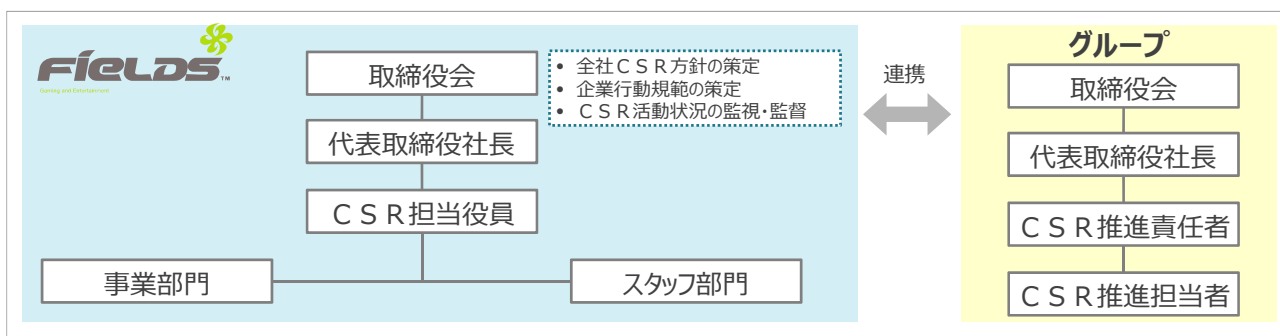 FIELDS™
Gaming and Entertainment
取締役会
• 全社ＣＳＲ方針の策定
• 企業行動規範の策定
• ＣＳＲ活動状況の監視・監督
代表取締役社長
ＣＳＲ担当役員
事業部門
スタッフ部門
連携
グループ
取締役会
代表取締役社長
ＣＳＲ推進責任者
ＣＳＲ推進担当者